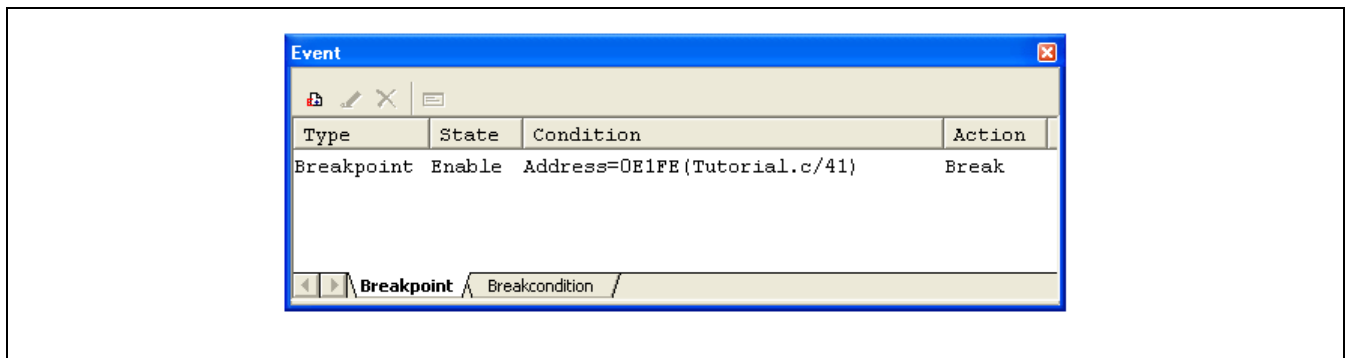 Event
Type State Condition Action
Breakpoint Enable Address=0E1FE(Tutorial.c/41) Break
Breakpoint Breakcondition